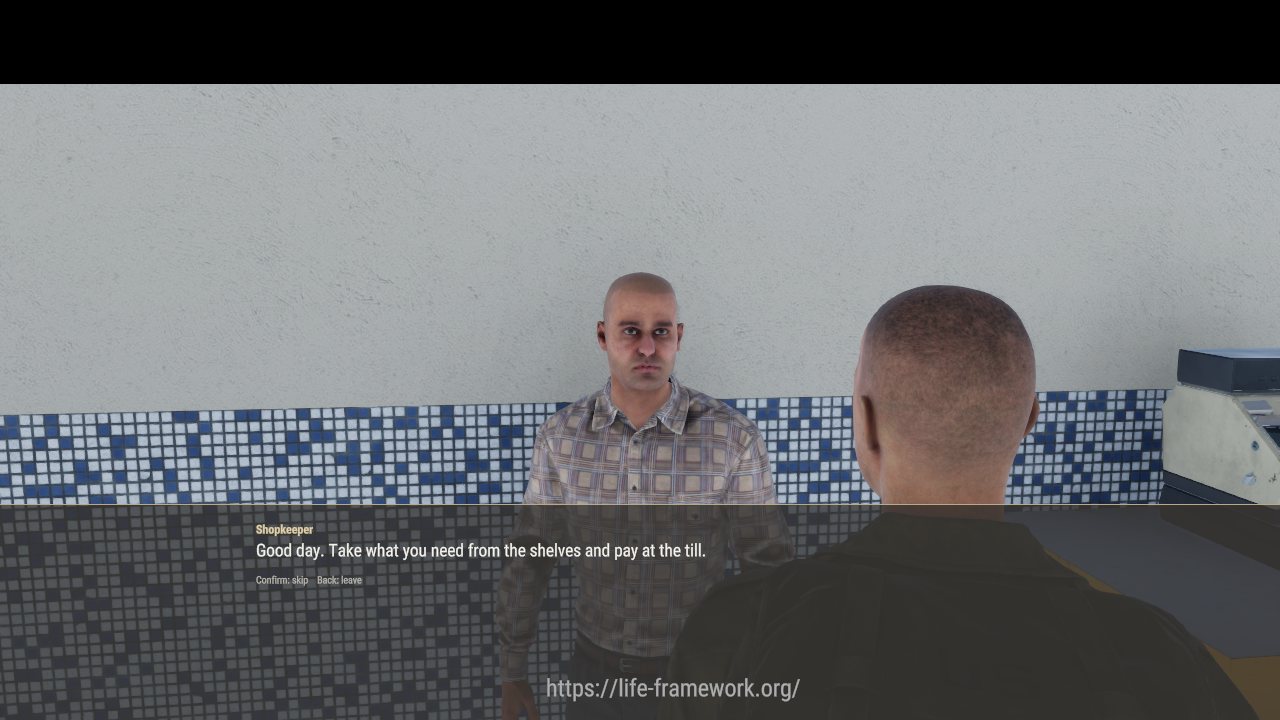 Shopkeeper
Good day. Take what you need from the shelves and pay at the till.
Confirm: skip Back: leave
https://life-framework.org/